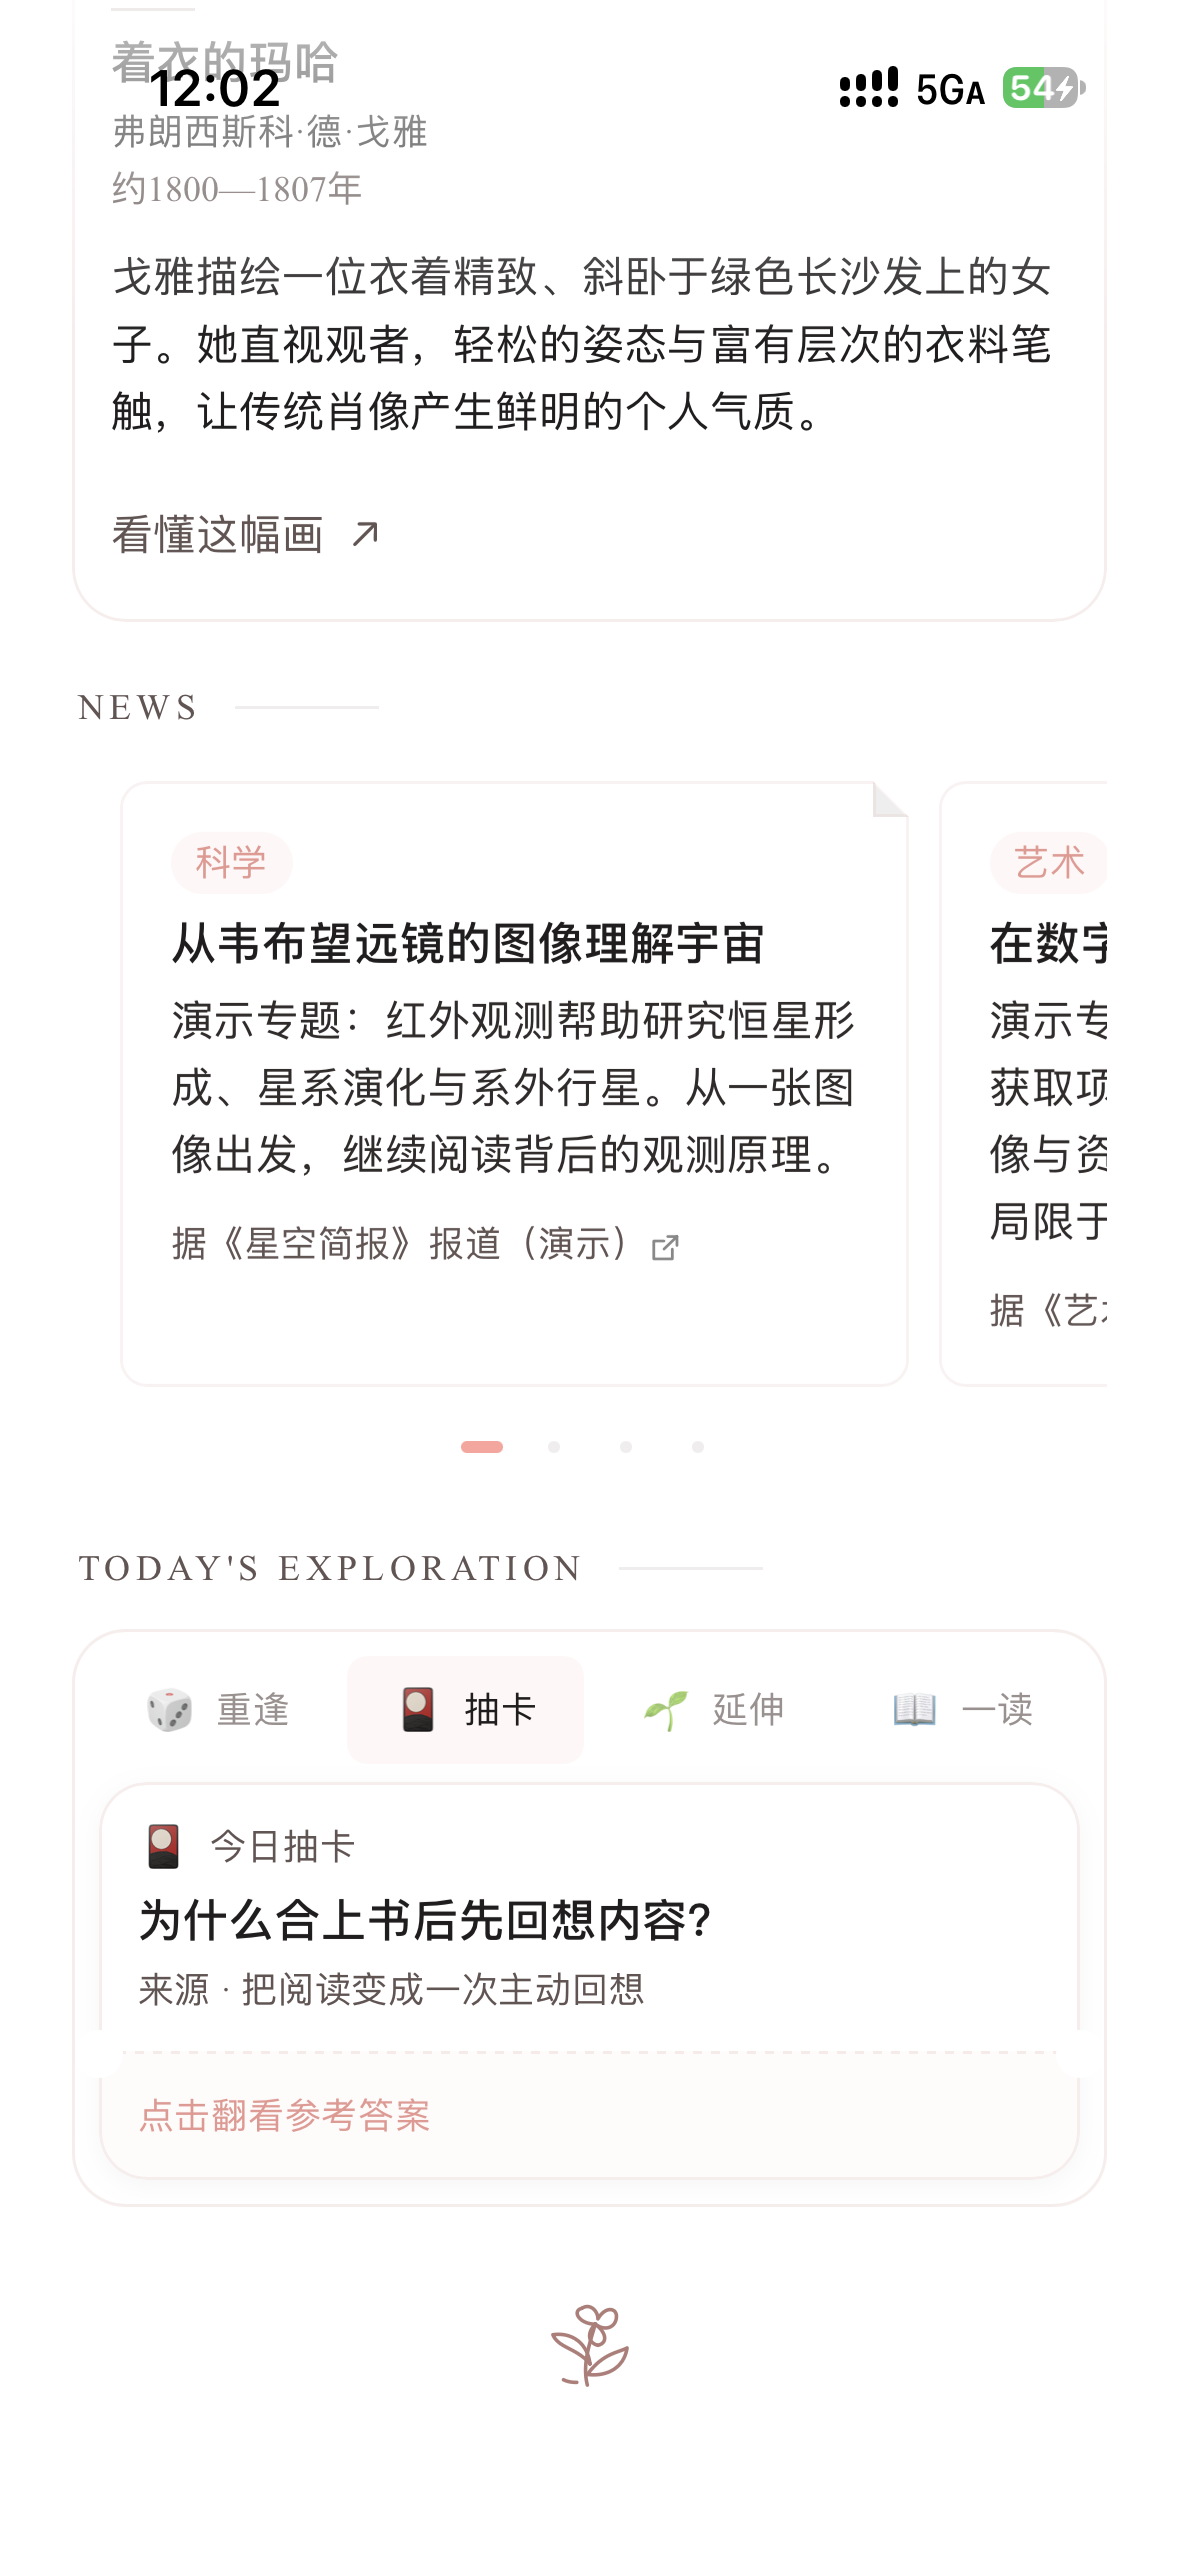 着衣的玛哈
12:02
5GA
54
弗朗西斯科·德·戈雅
约1800—1807年
戈雅描绘一位衣着精致、斜卧于绿色长沙发上的女
子。她直视观者，轻松的姿态与富有层次的衣料笔
触，让传统肖像产生鲜明的个人气质。
看懂这幅画
NEWS
科学
从韦布望远镜的图像理解宇宙
演示专题：红外观测帮助研究恒星形
成、星系演化与系外行星。从一张图
像出发，继续阅读背后的观测原理。
据《星空简报》报道（演示）
艺术
在数字
演示专
获取项
像与资
局限于
据《艺术
TODAY'S EXPLORATION
重逢
抽卡
延伸
一读
今日抽卡
为什么合上书后先回想内容?
来源 · 把阅读变成一次主动回想
点击翻看参考答案